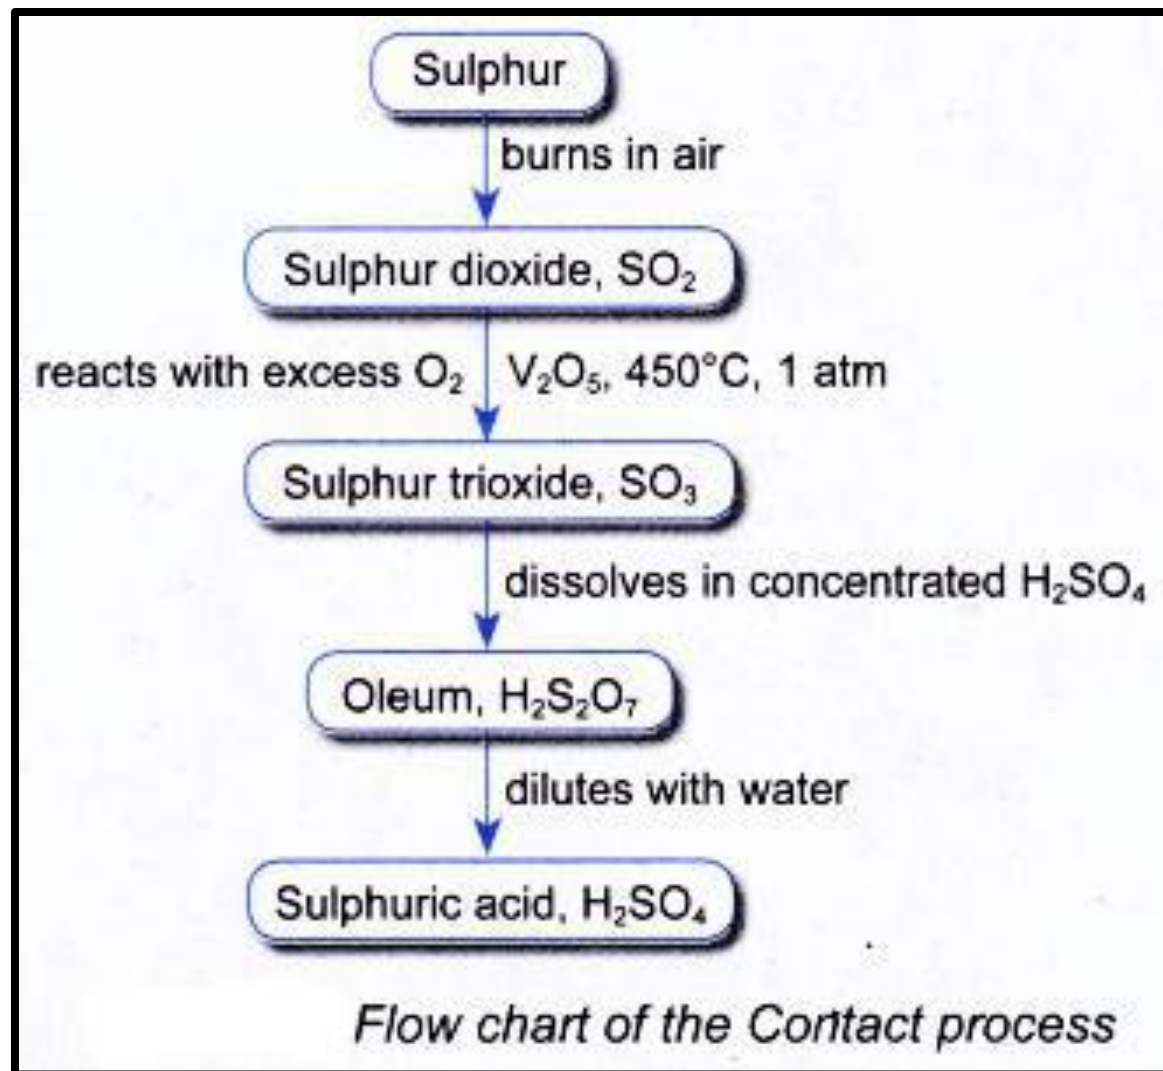 Sulphur
burns in air
Sulphur dioxide, SO₂
reacts with excess O₂ V₂O₅, 450°C, 1 atm
Sulphur trioxide, SO₃
dissolves in concentrated H₂SO₄
Oleum, H₂S₂O₇
dilutes with water
Sulphuric acid, H₂SO₄
Flow chart of the Contact process